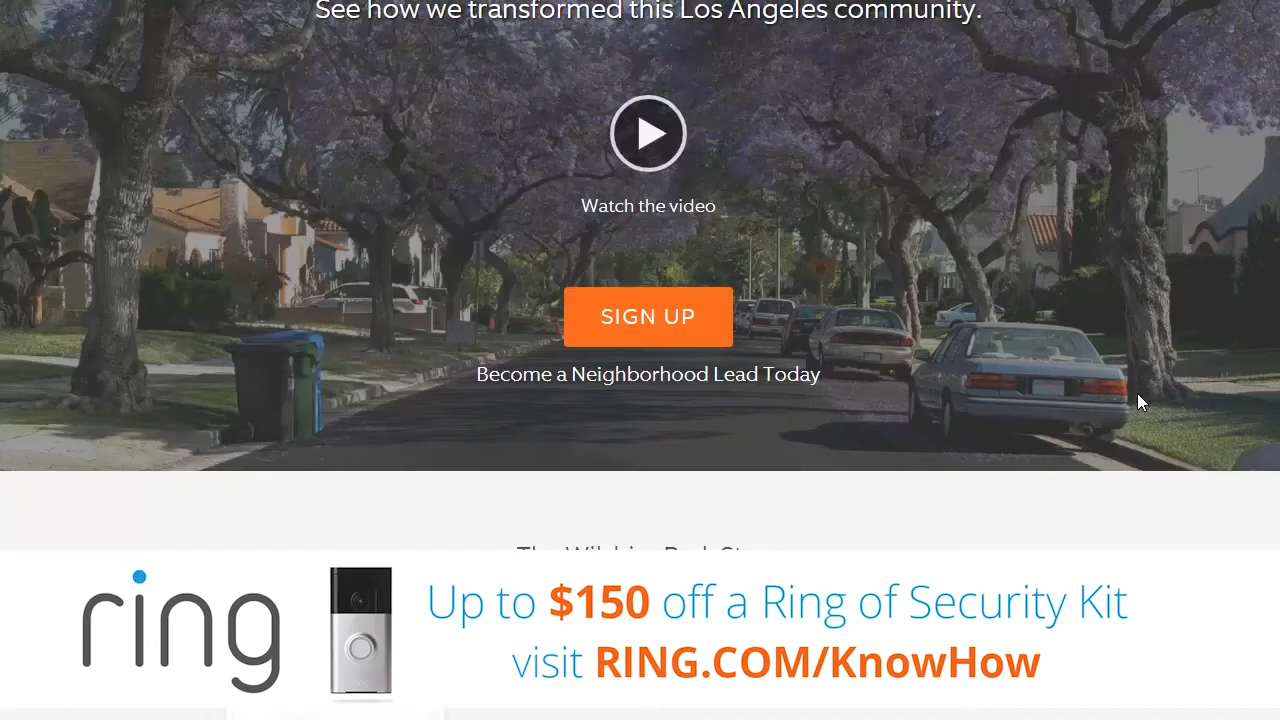 See how we transformed this Los Angeles community.
Watch the video
SIGN UP
Become a Neighborhood Lead Today
ring
Up to $150 off a Ring of Security Kit
visit RING.COM/KnowHow